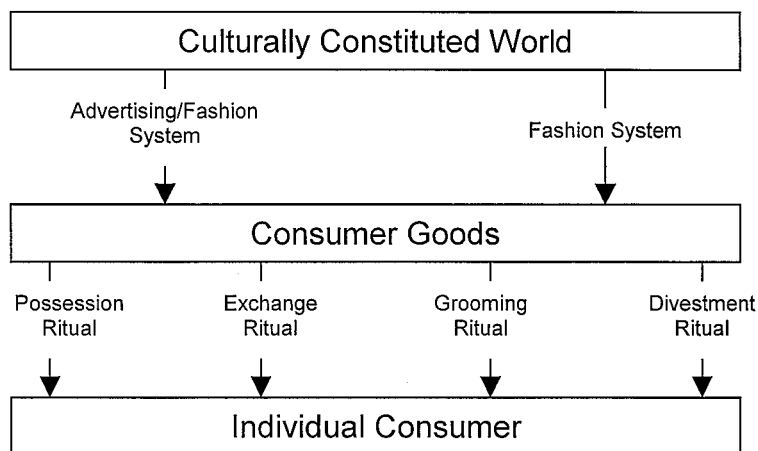 Culturally Constituted World
Advertising/Fashion
System
Fashion System
Consumer Goods
Possession
Ritual
Exchange
Ritual
Grooming
Ritual
Divestment
Ritual
Individual Consumer